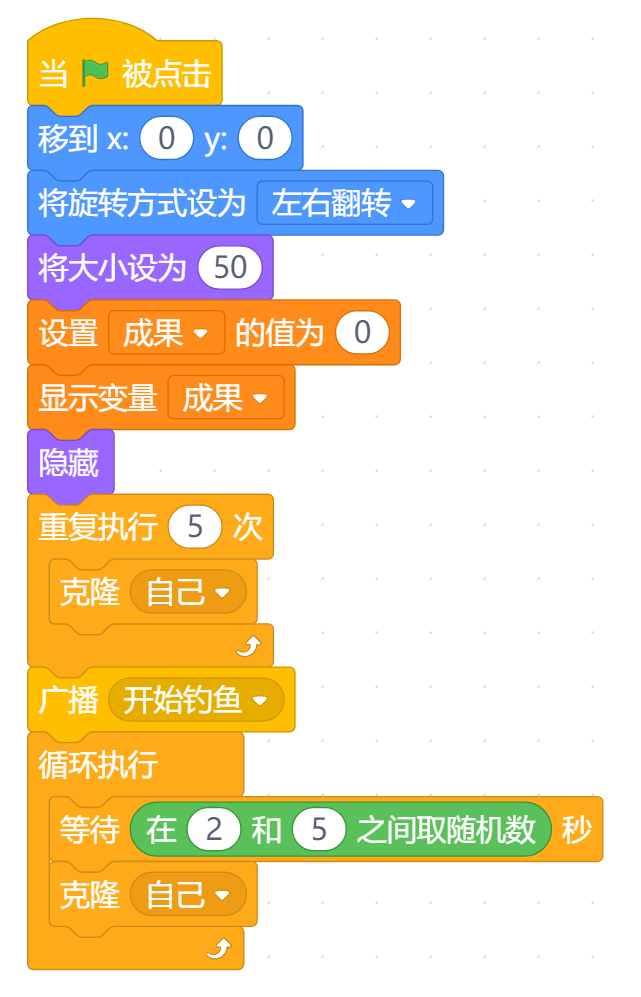 当 被点击
移到 x: 0 y: 0
将旋转方式设为 左右翻转
将大小设为 50
设置 成果 的值为 0
显示变量 成果
隐藏
重复执行 5 次
克隆 自己
广播 开始钓鱼
循环执行
等待 在 2 和 5 之间取随机数 秒
克隆 自己